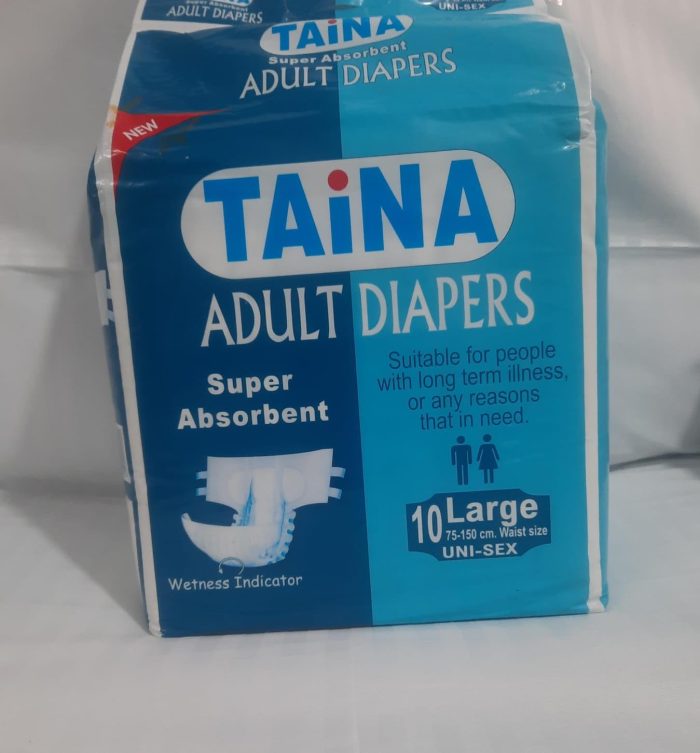 ADULT DIAPERS
UNI-SEX
TAiNA
Super Absorbent
ADULT DIAPERS
NEW
TAiNA
ADULT DIAPERS
Super
Absorbent
Suitable for people
with long term illness,
or any reasons
that in need.
10 Large
75-150 cm. Waist size
UNI-SEX
Wetness Indicator